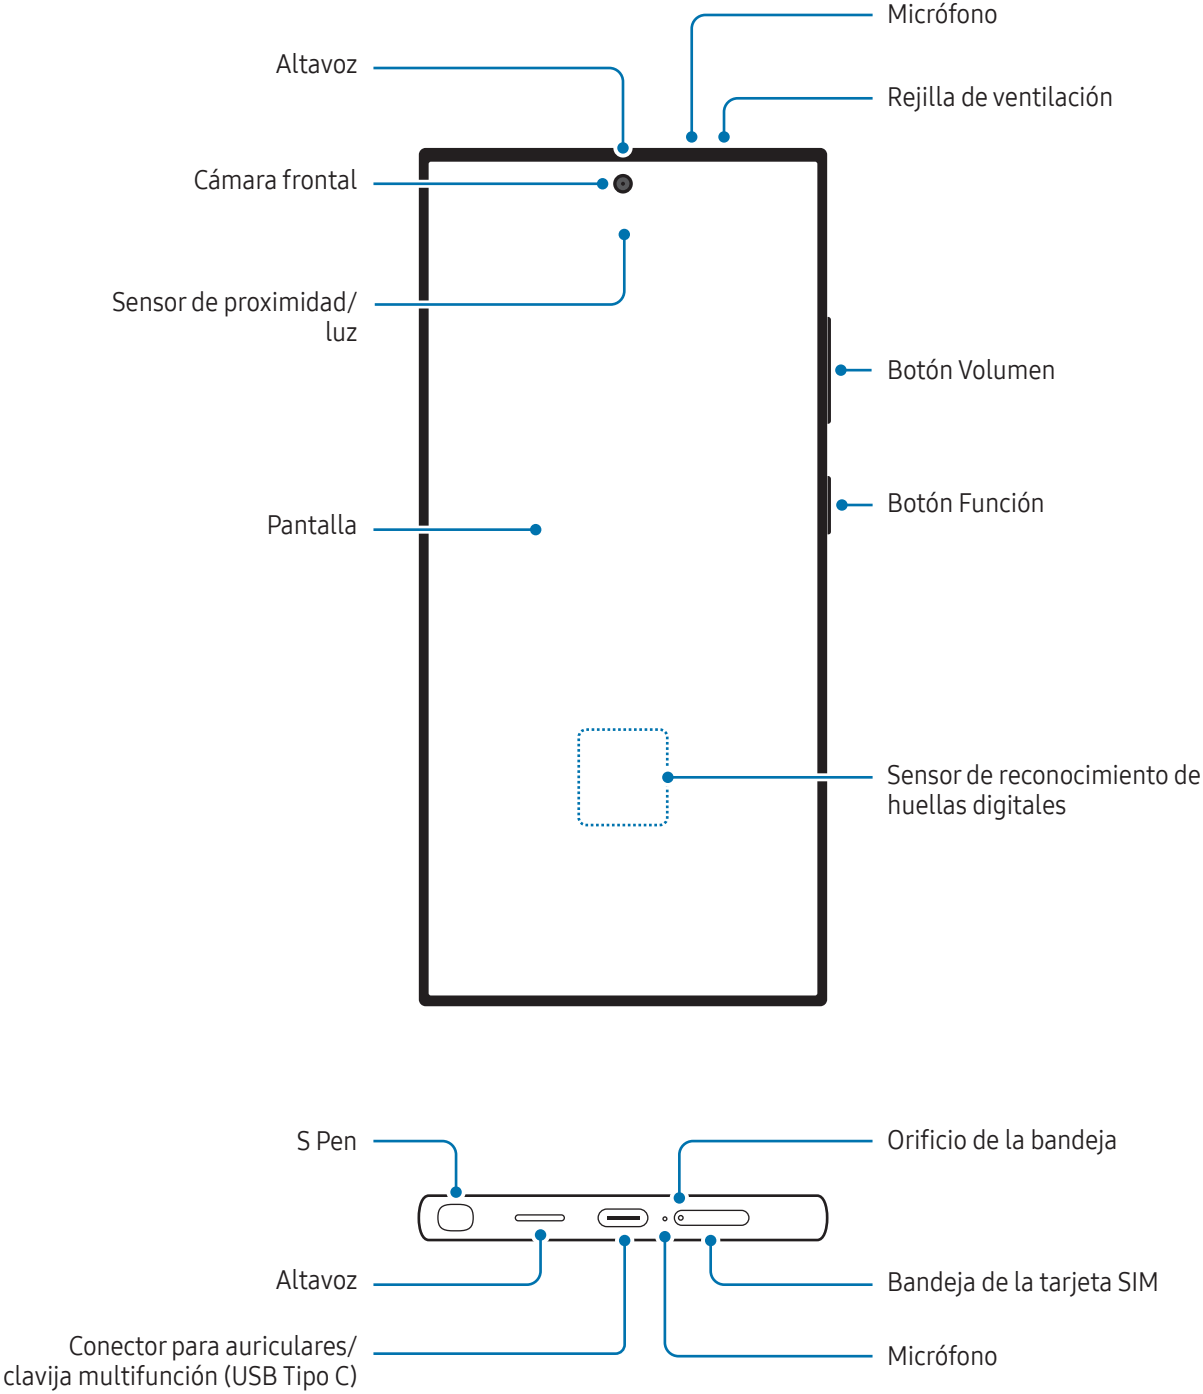 Micrófono
Altavoz
Rejilla de ventilación
Cámara frontal
Sensor de proximidad/
luz
Botón Volumen
Botón Función
Pantalla
Sensor de reconocimiento de
huellas digitales
S Pen
Orificio de la bandeja
Altavoz
Bandeja de la tarjeta SIM
Conector para auriculares/
clavija multifunción (USB Tipo C)
Micrófono